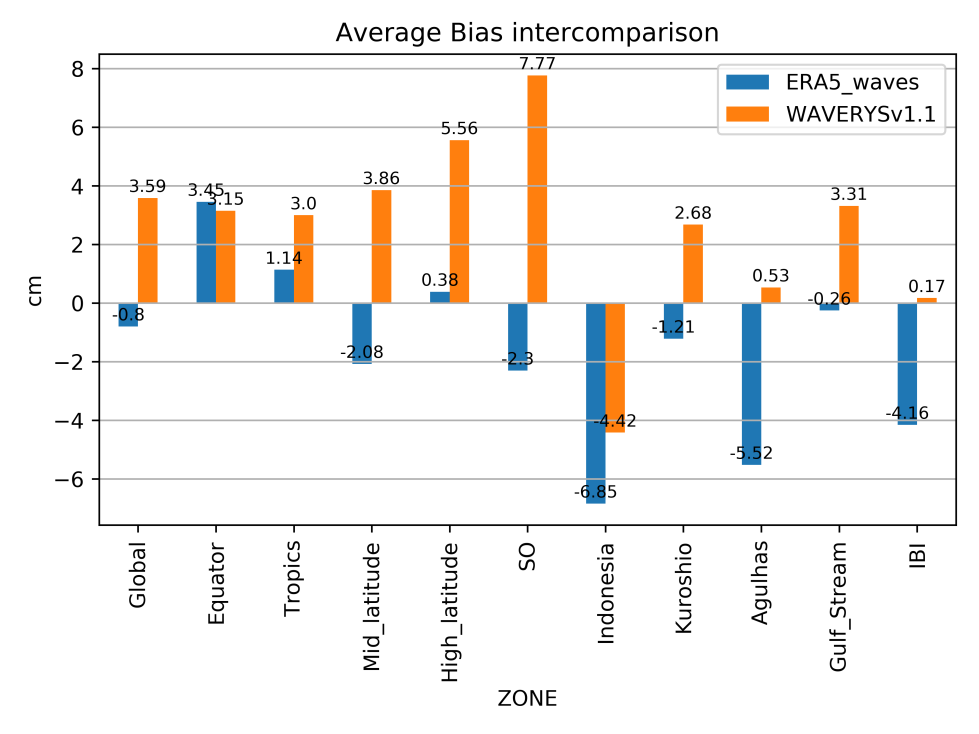 Average Bias intercomparison
ERA5_waves
WAVERYSv1.1
cm
8
6
4
2
0
−2
−4
−6
-0.8
3.59
3.45
3.15
1.14
3.0
-2.08
3.86
0.38
5.56
-2.3
7.77
-6.85
-4.42
-1.21
2.68
-5.52
0.53
-0.26
3.31
-4.16
0.17
Global
Equator
Tropics
Mid_latitude
High_latitude
SO
Indonesia
Kuroshio
Agulhas
Gulf_Stream
IBI
ZONE